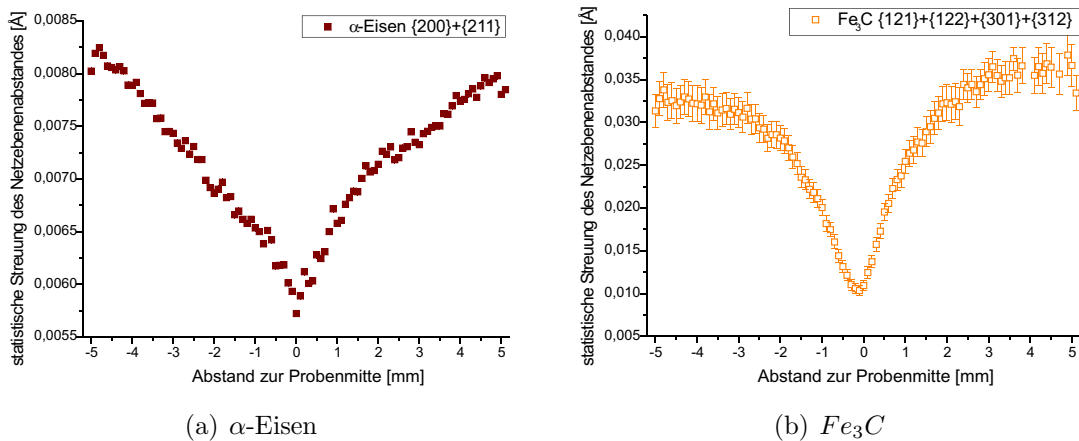 0,0085
0,0080
0,0075
0,0070
0,0065
0,0060
0,0055
statistische Streuung des Netzebenenabstandes [Å]
α-Eisen {200}+{211}
-5 -4 -3 -2 -1 0 1 2 3 4 5
Abstand zur Probenmitte [mm]
(a) α-Eisen
0,040
0,035
0,030
0,025
0,020
0,015
0,010
0,005
statistische Streuung des Netzebenenabstandes [Å]
Fe₃C {121}+{122}+{301}+{312}
-5 -4 -3 -2 -1 0 1 2 3 4 5
Abstand zur Probenmitte [mm]
(b) Fe₃C